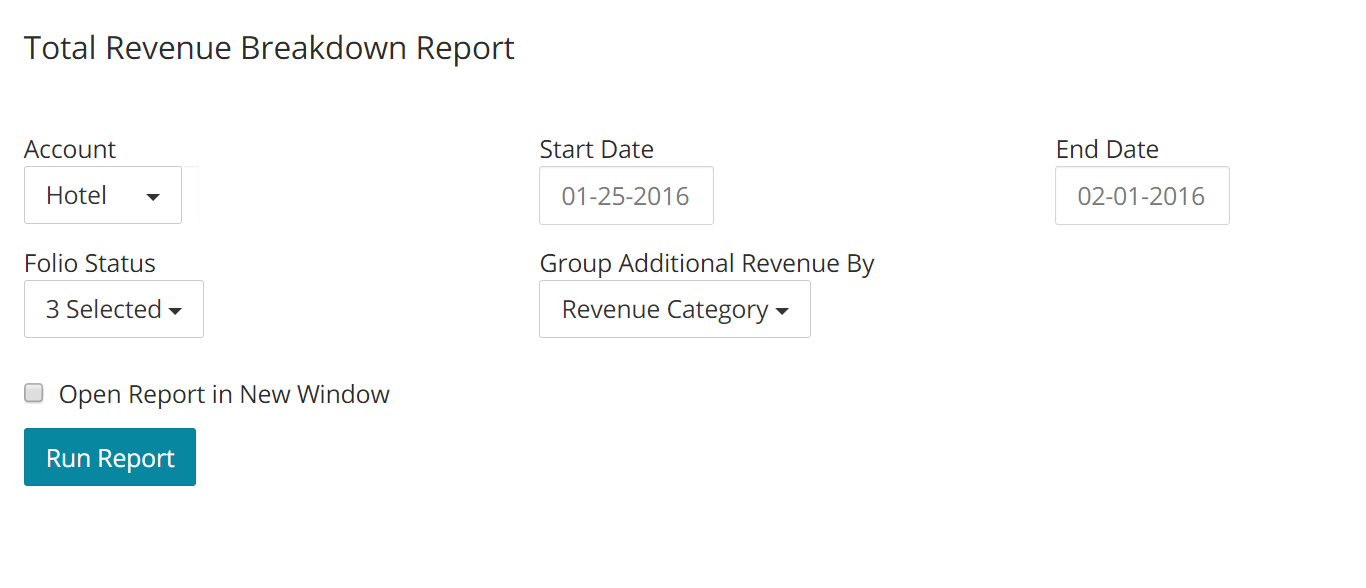 Total Revenue Breakdown Report
Account
Start Date
End Date
Hotel
01-25-2016
02-01-2016
Folio Status
Group Additional Revenue By
3 Selected
Revenue Category
Open Report in New Window
Run Report